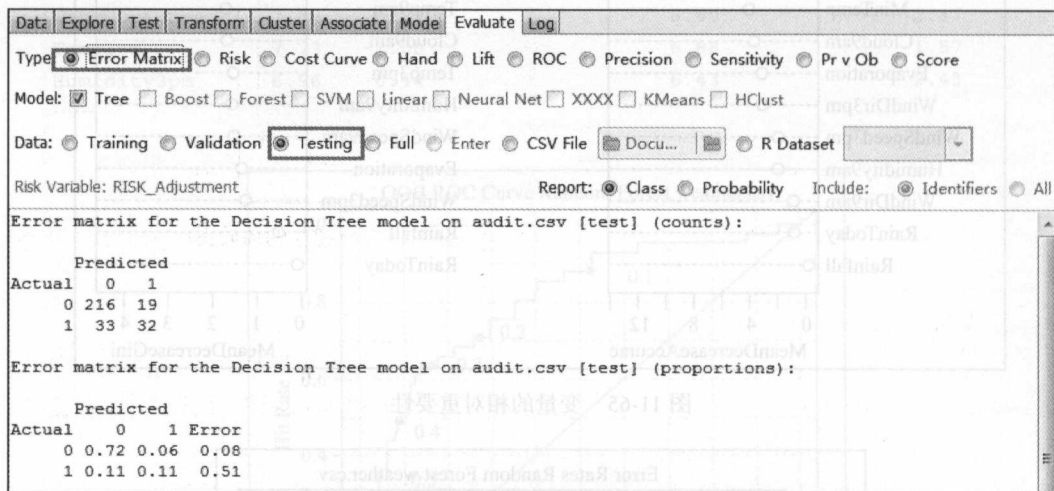 Data Explore Test Transform Cluster Associate Mode Evaluate Log
Type Error Matrix Risk Cost Curve Hand Lift ROC Precision Sensitivity Pr v Ob Score
Model: Tree Boost Forest SVM Linear Neural Net XXXX KMeans HClust
Data: Training Validation Testing Full Enter CSV File Docu... R Dataset
Risk Variable: RISK_Adjustment Report: Class Probability Include: Identifiers All
Error matrix for the Decision Tree model on audit.csv [test] (counts):
Predicted
Actual 0 1
0 216 19
1 33 32
Error matrix for the Decision Tree model on audit.csv [test] (proportions):
Predicted
Actual 0 1 Error
0 0.72 0.06 0.08
1 0.11 0.11 0.51